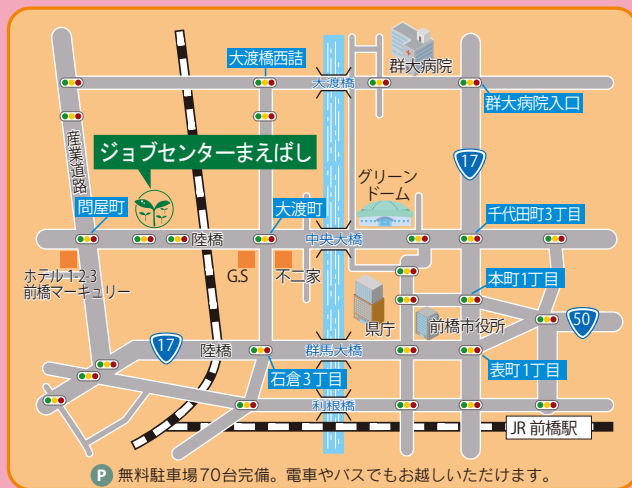 大渡橋西詰
群大病院
大渡橋
群大病院入口
産業道路
ジョブセンターまえばし
17
グリーン
ドーム
問屋町
大渡町
千代田町3丁目
陸橋
中央大橋
ホテル1-2-3
前橋マーキュリー
G.S
不二家
本町1丁目
県庁
前橋市役所
50
17
陸橋
群馬大橋
石倉3丁目
表町1丁目
利根橋
JR 前橋駅
P 無料駐車場70台完備。電車やバスでもお越しいただけます。